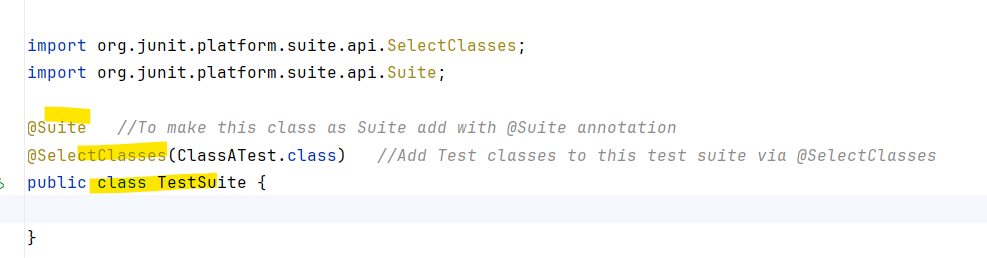 import org.junit.platform.suite.api.SelectClasses;
import org.junit.platform.suite.api.Suite;
@Suite   //To make this class as Suite add with @Suite annotation
@SelectClasses(ClassATest.class)   //Add Test classes to this test suite via @SelectClasses
public class TestSuite {
}